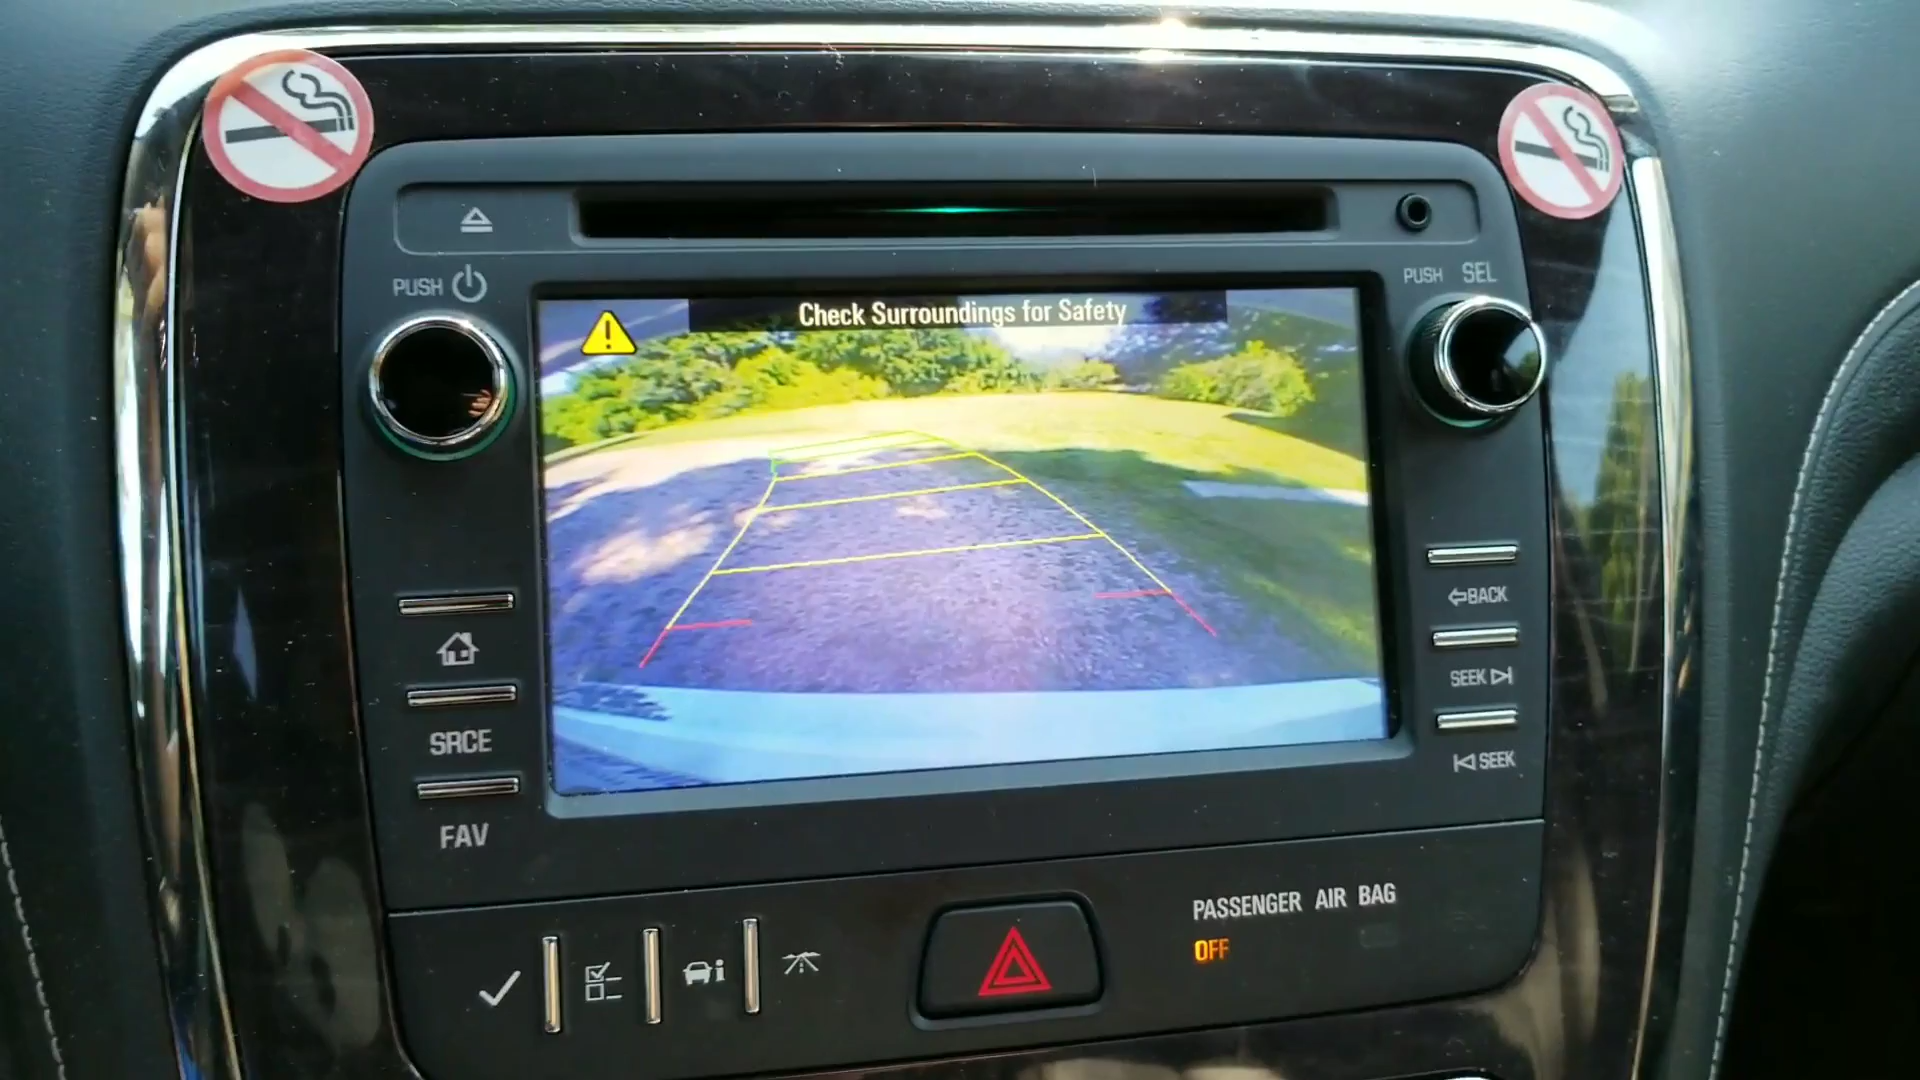 PUSH
PUSH SEL
Check Surroundings for Safety
BACK
SEEK
SRCE
SEEK
FAV
PASSENGER AIR BAG
OFF